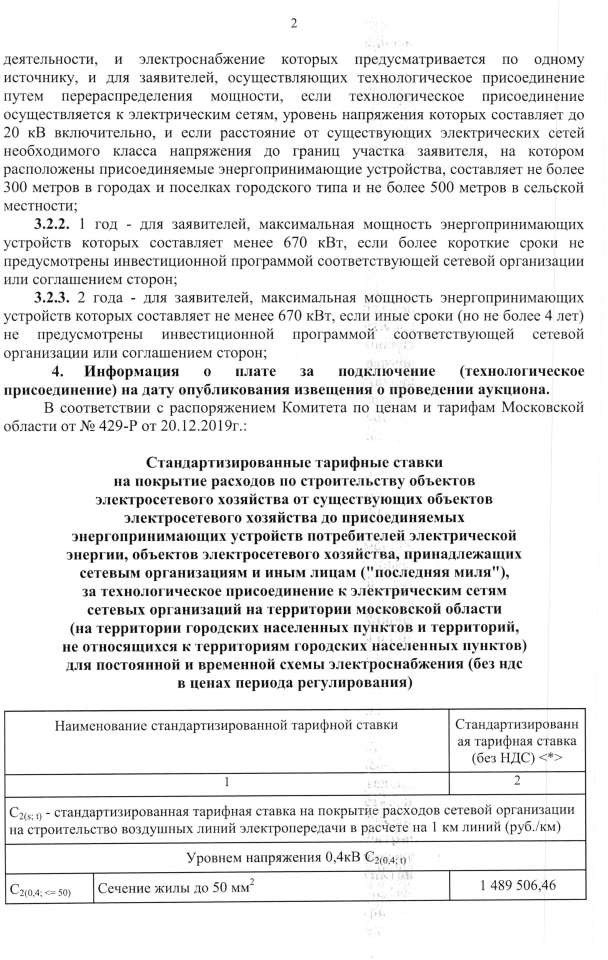 2
деятельности, и электроснабжение которых предусматривается по одному
источнику, и для заявителей, осуществляющих технологическое присоединение
путем перераспределения мощности, если технологическое присоединение
осуществляется к электрическим сетям, уровень напряжения которых составляет до
20 кВ включительно, и если расстояние от существующих электрических сетей
необходимого класса напряжения до границ участка заявителя, на котором
расположены присоединяемые энергопринимающие устройства, составляет не более
300 метров в городах и поселках городского типа и не более 500 метров в сельской
местности;
3.2.2. 1 год - для заявителей, максимальная мощность энергопринимающих
устройств которых составляет менее 670 кВт, если более короткие сроки не
предусмотрены инвестиционной программой соответствующей сетевой организации
или соглашением сторон;
3.2.3. 2 года - для заявителей, максимальная мощность энергопринимающих
устройств которых составляет не менее 670 кВт, если иные сроки (но не более 4 лет)
не предусмотрены инвестиционной программой соответствующей сетевой
организации или соглашением сторон;
4. Информация о плате за подключение (технологическое
присоединение) на дату опубликования извещения о проведении аукциона.
В соответствии с распоряжением Комитета по ценам и тарифам Московской
области от № 429-Р от 20.12.2019г.:
Стандартизированные тарифные ставки
на покрытие расходов по строительству объектов
электросетевого хозяйства от существующих объектов
электросетевого хозяйства до присоединяемых
энергопринимающих устройств потребителей электрической
энергии, объектов электросетевого хозяйства, принадлежащих
сетевым организациям и иным лицам ("последняя миля"),
за технологическое присоединение к электрическим сетям
сетевых организаций на территории московской области
(на территории городских населенных пунктов и территорий,
не относящихся к территориям городских населенных пунктов)
для постоянной и временной схемы электроснабжения (без ндс
в ценах периода регулирования)
Наименование стандартизированной тарифной ставки
Стандартизированн
ая тарифная ставка
(без НДС) <*>
1 2
C2(s; t) - стандартизированная тарифная ставка на покрытие расходов сетевой организации
на строительство воздушных линий электропередачи в расчете на 1 км линий (руб./км)
Уровнем напряжения 0,4кВ C2(0,4; t)
C2(0,4; <= 50) Сечение жилы до 50 мм2 1 489 506,46